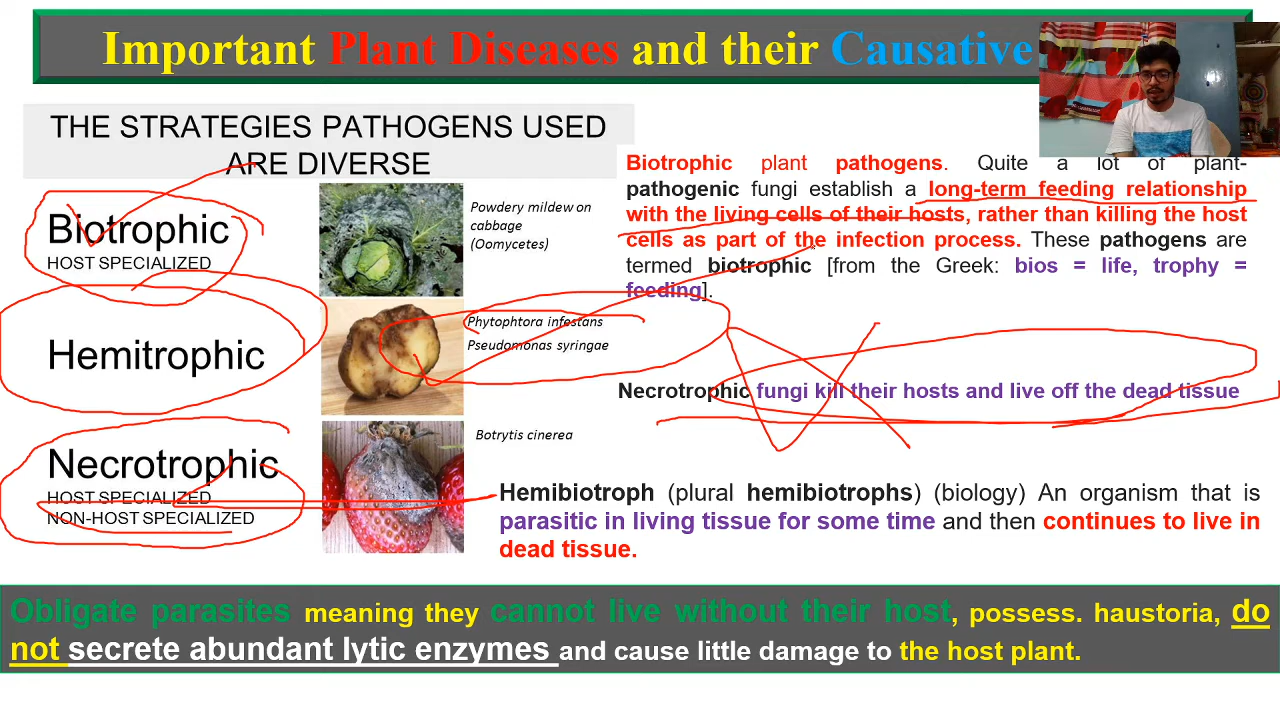 Important Plant Diseases and their Causative
THE STRATEGIES PATHOGENS USED
ARE DIVERSE
Biotrophic
HOST SPECIALIZED
Powdery mildew on
cabbage
(Oomycetes)
Hemitrophic
Phytophtora infestans
Pseudomonas syringae
Necrotrophic
HOST SPECIALIZED
NON-HOST SPECIALIZED
Botrytis cinerea
Biotrophic plant pathogens. Quite a lot of plant-
pathogenic fungi establish a long-term feeding relationship
with the living cells of their hosts, rather than killing the host
cells as part of the infection process. These pathogens are
termed biotrophic [from the Greek: bios = life, trophy =
feeding].
Necrotrophic fungi kill their hosts and live off the dead tissue
Hemibiotroph (plural hemibiotrophs) (biology) An organism that is
parasitic in living tissue for some time and then continues to live in
dead tissue.
Obligate parasites meaning they cannot live without their host, possess. haustoria, do
not secrete abundant lytic enzymes and cause little damage to the host plant.